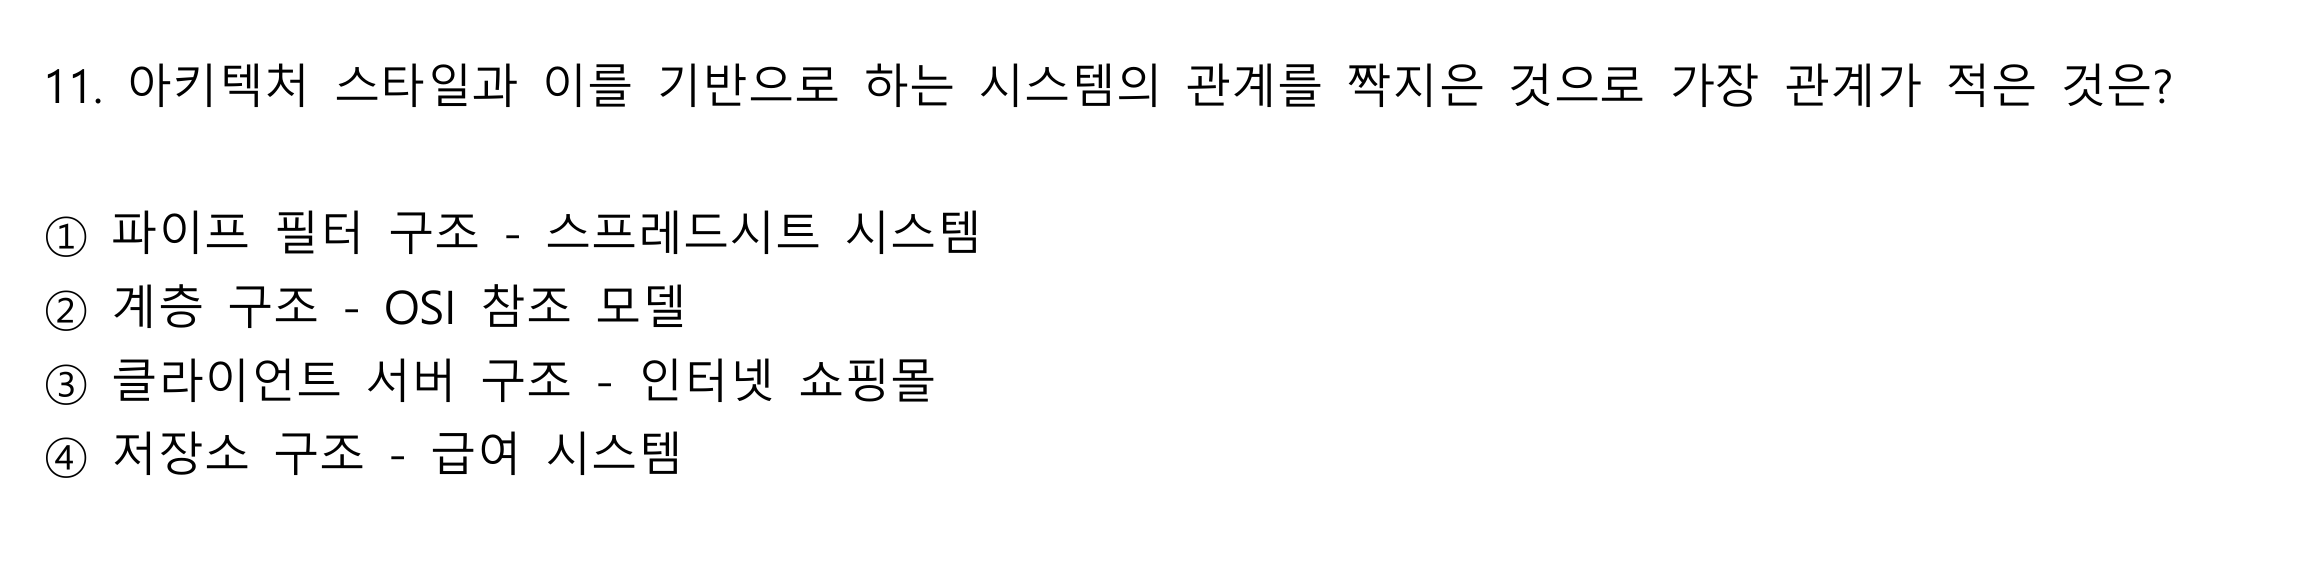 11. 아키텍처 스타일과 이를 기반으로 하는 시스템의 관계를 짝지은 것으로 가장 관계가 적은 것은?
① 파이프 필터 구조 - 스프레드시트 시스템
② 계층 구조 - OSI 참조 모델
③ 클라이언트 서버 구조 - 인터넷 쇼핑몰
④ 저장소 구조 - 급여 시스템